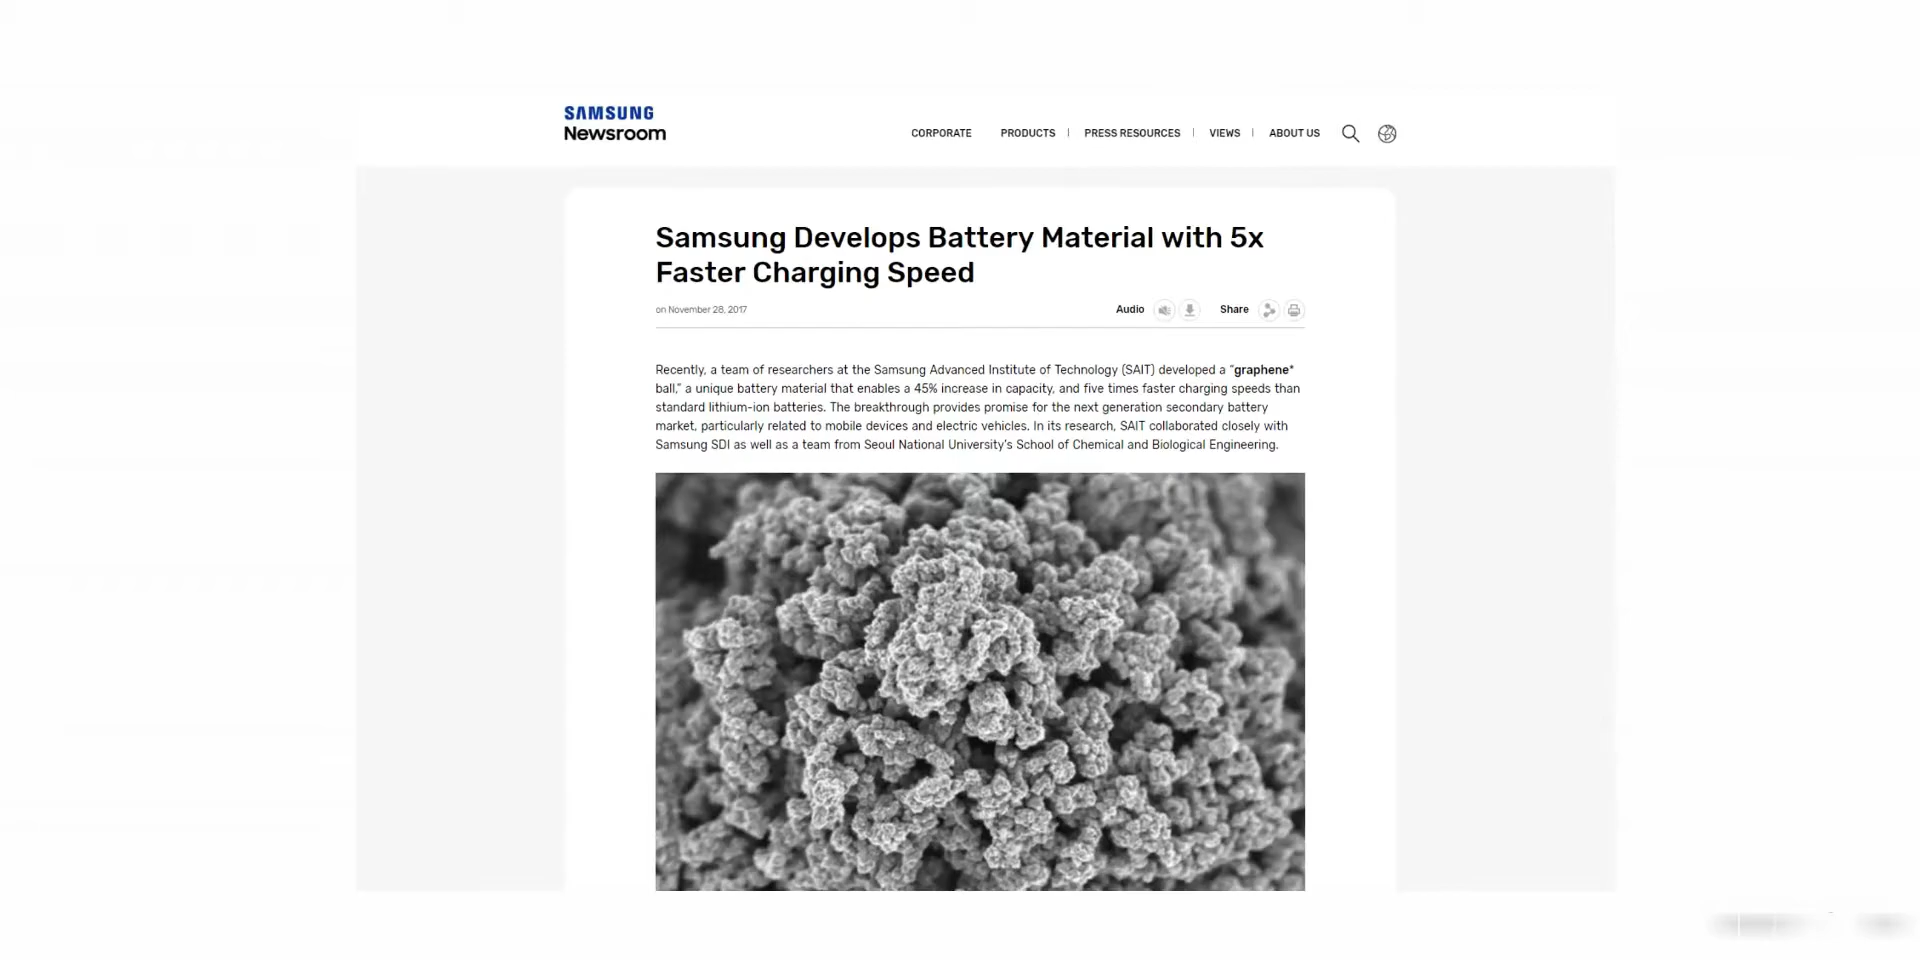 SAMSUNG
Newsroom
CORPORATE PRODUCTS | PRESS RESOURCES | VIEWS | ABOUT US
Samsung Develops Battery Material with 5x
Faster Charging Speed
on November 28, 2017
Audio Share
Recently, a team of researchers at the Samsung Advanced Institute of Technology (SAIT) developed a “graphene*
ball,” a unique battery material that enables a 45% increase in capacity, and five times faster charging speeds than
standard lithium-ion batteries. The breakthrough provides promise for the next generation secondary battery
market, particularly related to mobile devices and electric vehicles. In its research, SAIT collaborated closely with
Samsung SDI as well as a team from Seoul National University’s School of Chemical and Biological Engineering.